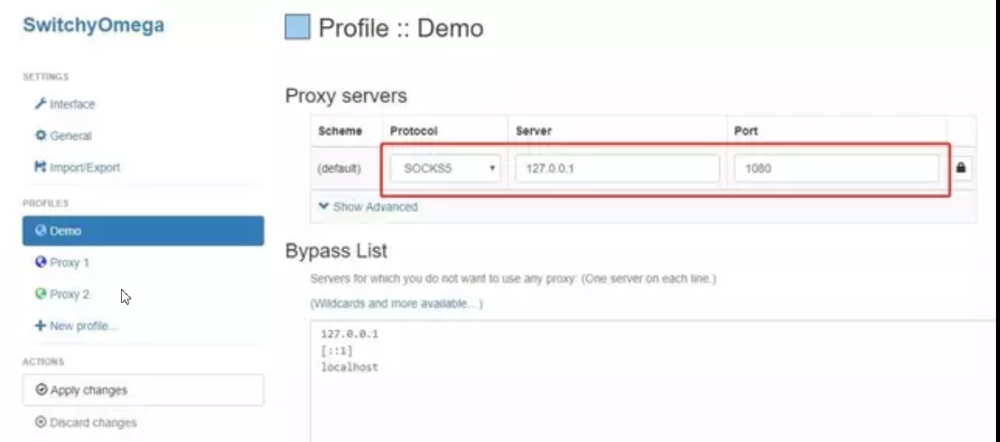 SwitchyOmega
SETTINGS
Interface
General
Import/Export
PROFILES
Demo
Proxy 1
Proxy 2
New profile...
ACTIONS
Apply changes
Discard changes
Profile :: Demo
Proxy servers
Scheme Protocol Server Port
(default) SOCKS5 127.0.0.1 1080
Show Advanced
Bypass List
Servers for which you do not want to use any proxy: (One server on each line.)
(Wildcards and more available...)
127.0.0.1
[::1]
localhost